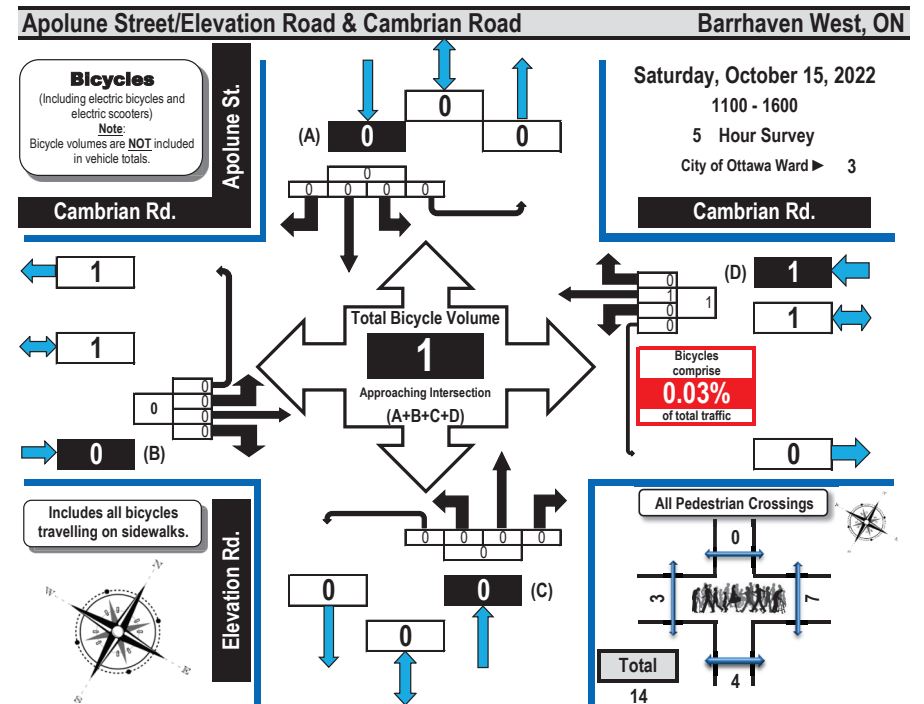 Apolune Street/Elevation Road & Cambrian Road
Barrhaven West, ON
Bicycles
(Including electric bicycles and
electric scooters)
Note:
Bicycle volumes are NOT included
in vehicle totals.
Apolune St.
Cambrian Rd.
(A)
0
0
0
0
0 0 0 0
Saturday, October 15, 2022
1100 - 1600
5 Hour Survey
City of Ottawa Ward ► 3
Cambrian Rd.
1
1
0
(B)
0
0
0
0
0
Total Bicycle Volume
1
Approaching Intersection
(A+B+C+D)
0
1
0
0
1
(D)
1
1
0
Bicycles
comprise
0.03%
of total traffic
Includes all bicycles
travelling on sidewalks.
N
W
E
S
Elevation Rd.
0 0 0 0
0
0
0
0
(C)
All Pedestrian Crossings
0
3
7
4
Total
14